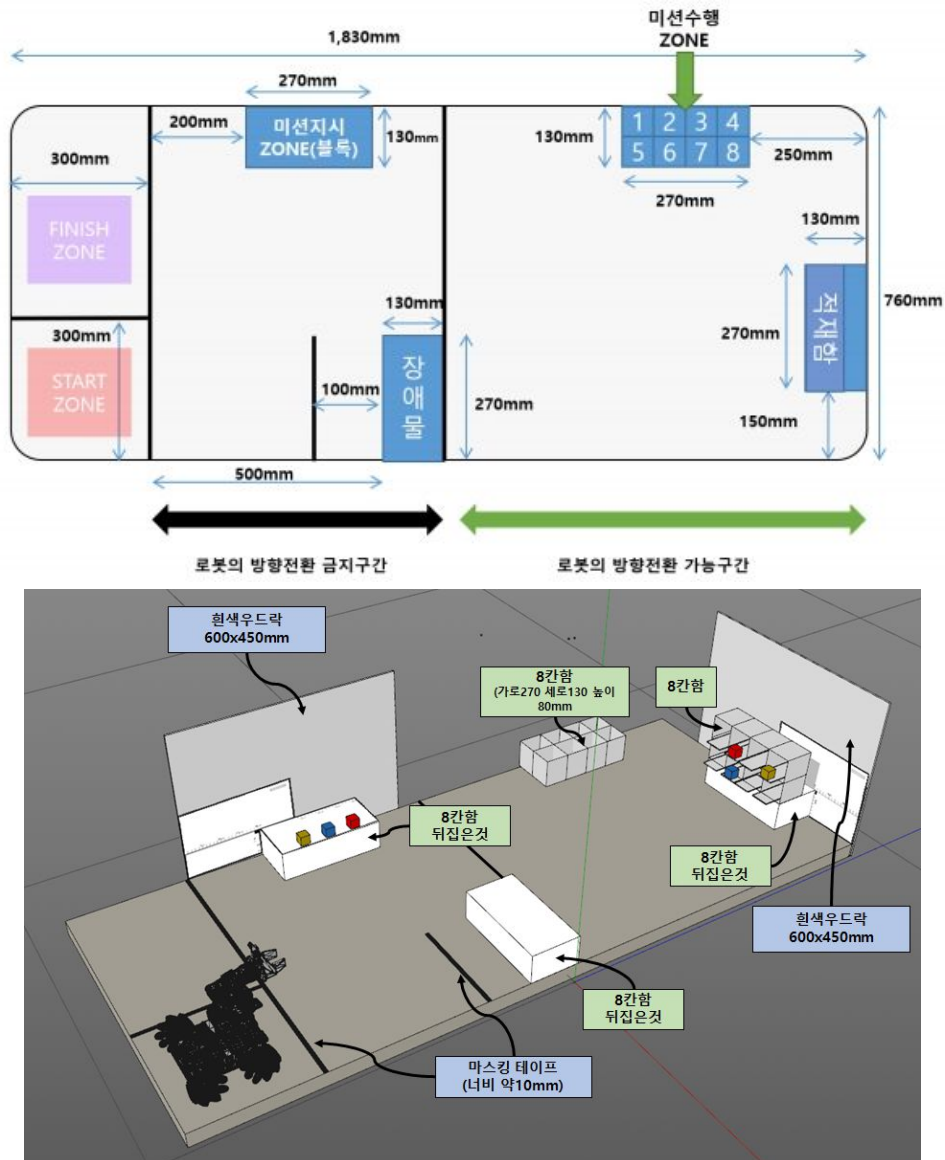 미션수행
ZONE
1,830mm
270mm
200mm
미션지시
ZONE(블록)
130mm
300mm
FINISH
ZONE
130mm
1 2 3 4
5 6 7 8
250mm
270mm
130mm
760mm
적재함
270mm
150mm
300mm
START
ZONE
130mm
100mm
장애물
270mm
500mm
로봇의 방향전환 금지구간
로봇의 방향전환 가능구간
흰색우드락
600x450mm
8칸함
(가로270 세로130 높이
80mm
8칸함
8칸함
뒤집은것
8칸함
뒤집은것
흰색우드락
600x450mm
8칸함
뒤집은것
마스킹 테이프
(너비 약10mm)